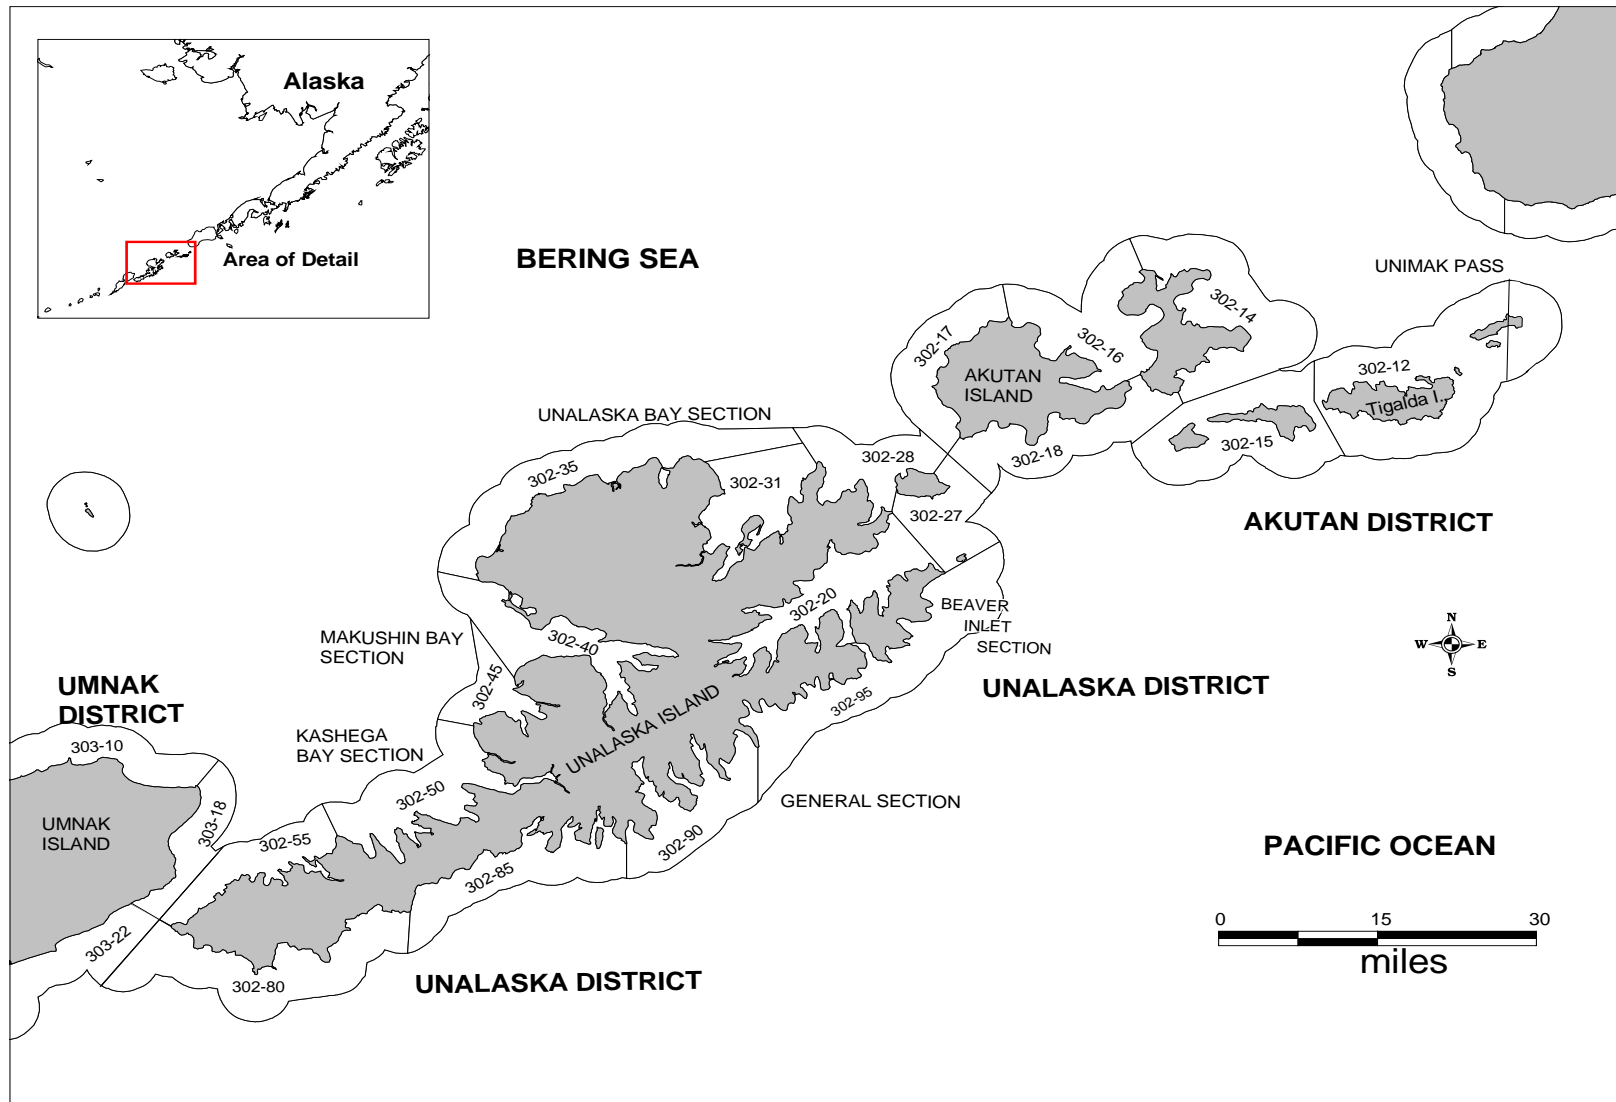 Alaska
Area of Detail
BERING SEA
UNIMAK PASS
302-14
302-17
302-16
302-12
AKUTAN
ISLAND
Tigalda I.
UNALASKA BAY SECTION
302-15
302-18
302-28
302-35
302-31
302-27
AKUTAN DISTRICT
302-20
BEAVER
INLET
SECTION
MAKUSHIN BAY
SECTION
302-40
N
W
E
S
302-45
UMNAK
DISTRICT
UNALASKA DISTRICT
302-95
UNALASKA ISLAND
KASHEGA
BAY SECTION
303-10
302-50
GENERAL SECTION
303-18
UMNAK
ISLAND
302-55
302-90
PACIFIC OCEAN
302-85
0 15 30
miles
303-22
302-80
UNALASKA DISTRICT